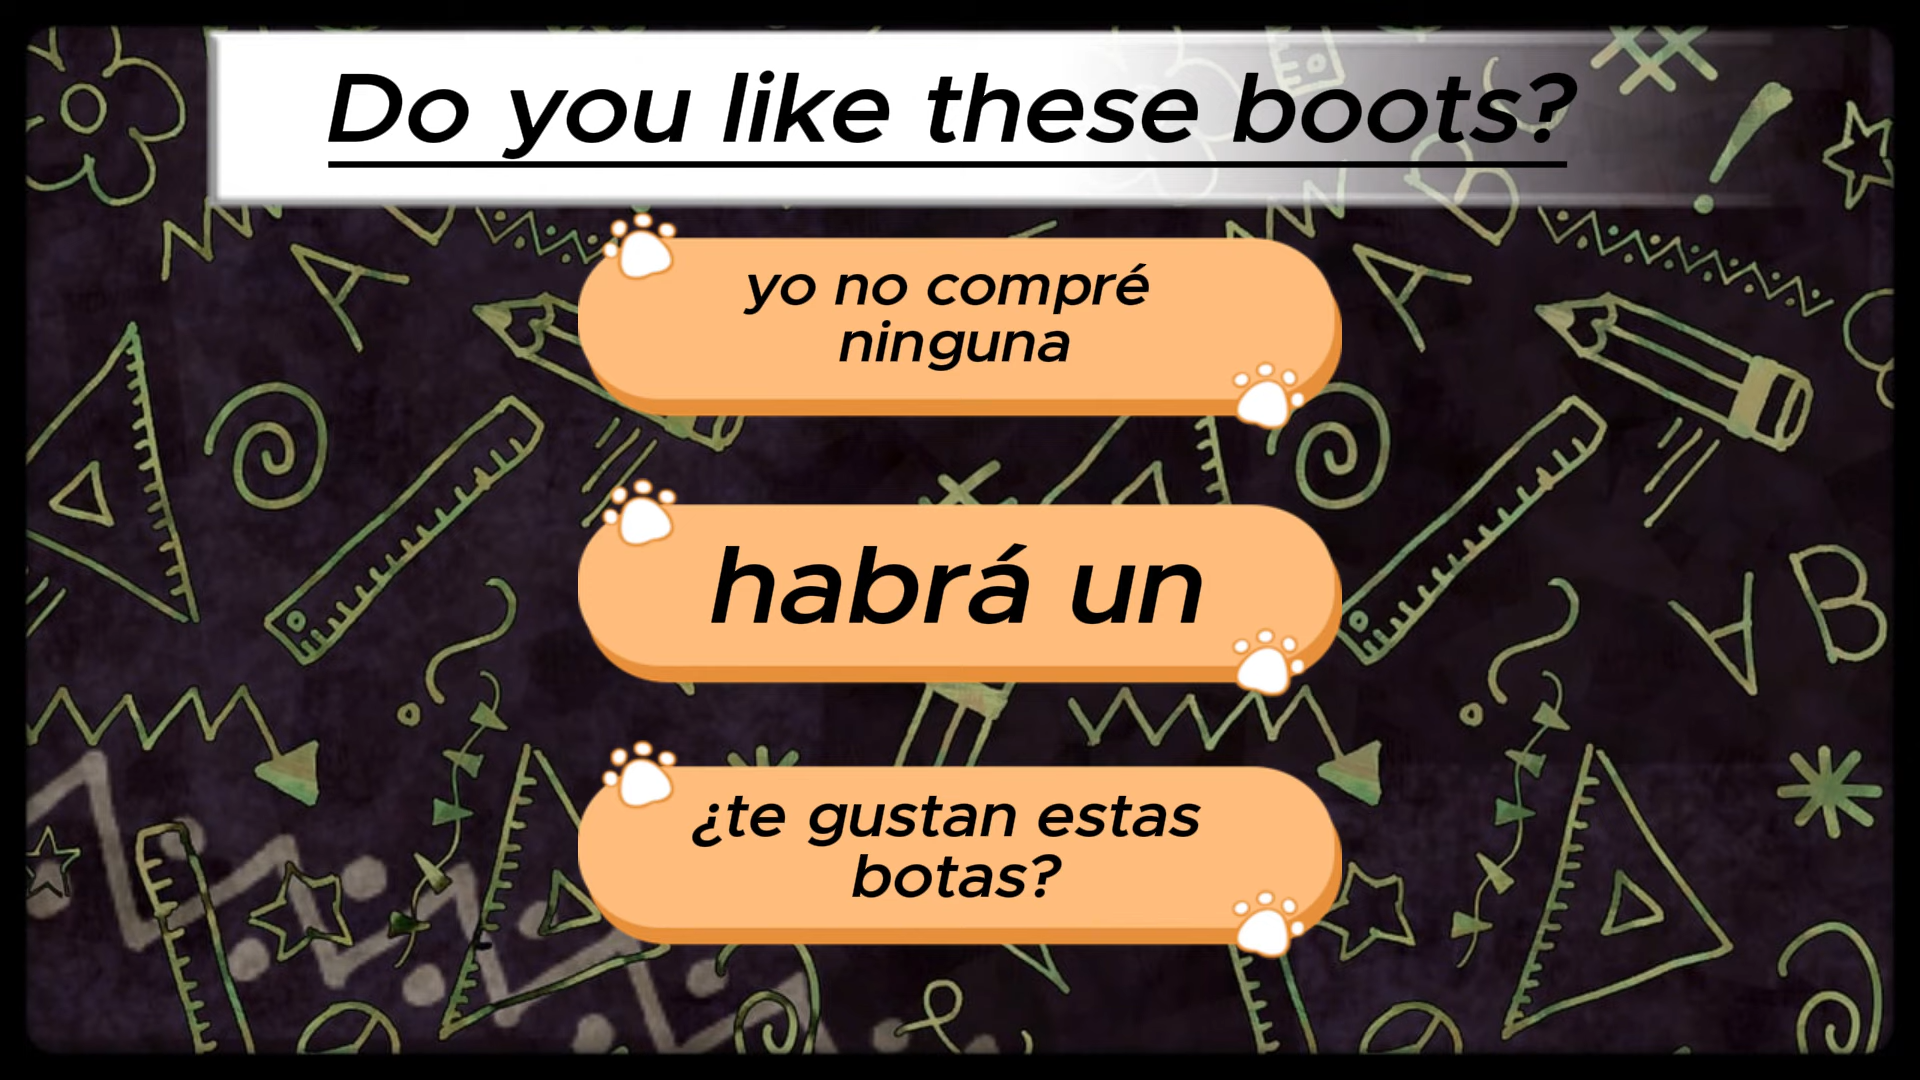 Do you like these boots?
yo no compré
ninguna
habrá un
¿te gustan estas
botas?